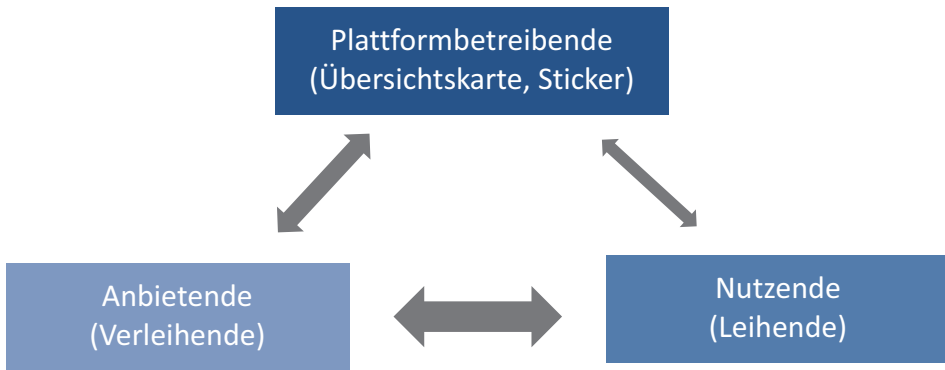 Plattformbetreibende
(Übersichtskarte, Sticker)
Anbietende
(Verleihende)
Nutzende
(Leihende)